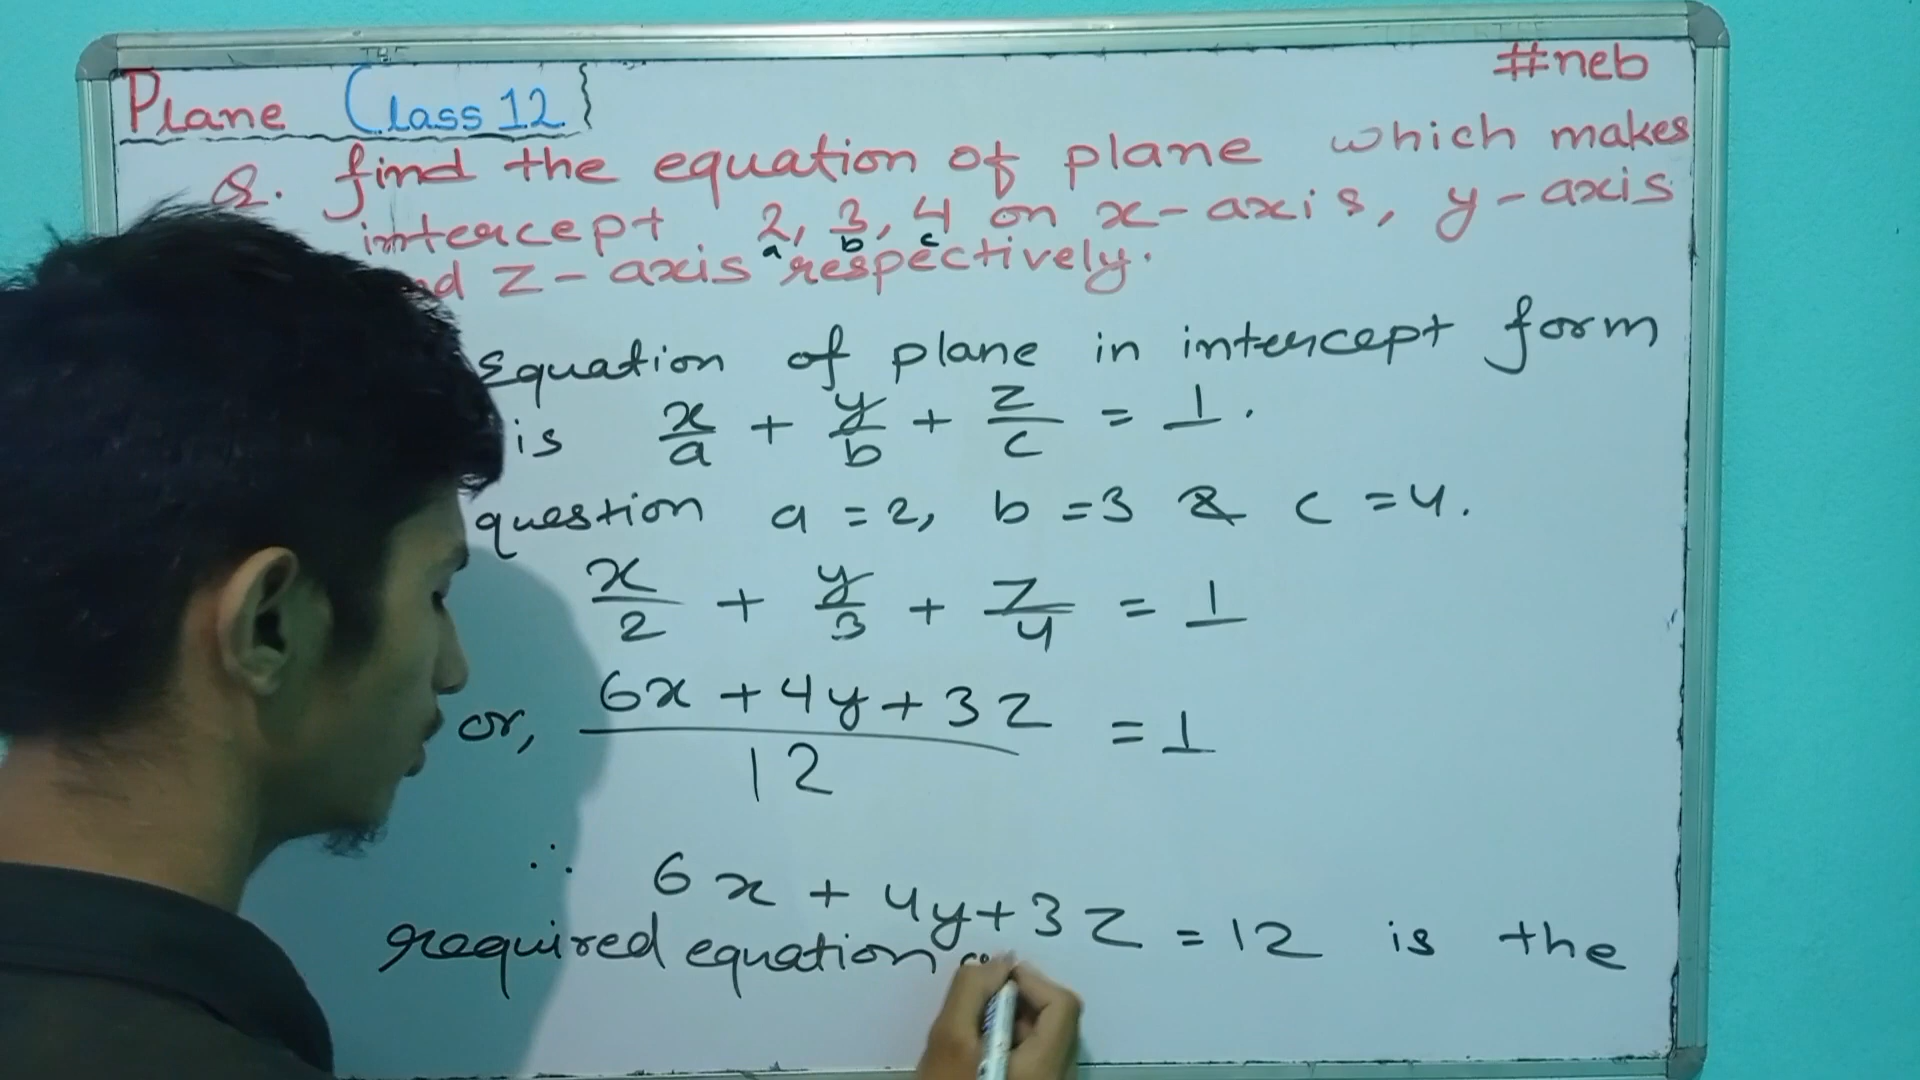 #neb
Plane Class 12
Q. find the equation of plane which makes
intercept 2, 3, 4 on x-axis, y-axis
a b c
z-axis respectively.
Equation of plane in intercept form
is x/a + y/b + z/c = 1.
question a = 2, b = 3 & c = 4.
x/2 + y/3 + z/4 = 1
or, (6x + 4y + 3z)/12 = 1
∴ 6x + 4y + 3z = 12 is the
required equation